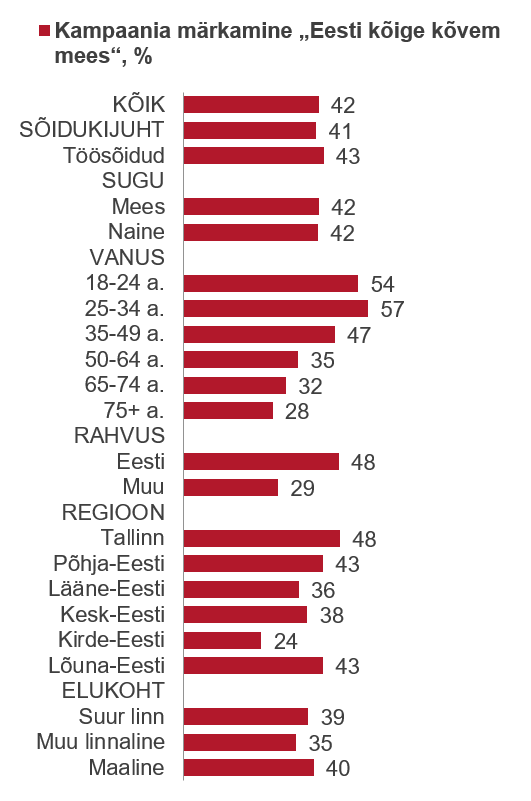 Kampaania märkamine „Eesti kõige kõvem
mees“, %
KÕIK 42
SÕIDUKIJUHT 41
Töösõidud 43
SUGU
Mees 42
Naine 42
VANUS
18-24 a. 54
25-34 a. 57
35-49 a. 47
50-64 a. 35
65-74 a. 32
75+ a. 28
RAHVUS
Eesti 48
Muu 29
REGIOON
Tallinn 48
Põhja-Eesti 43
Lääne-Eesti 36
Kesk-Eesti 38
Kirde-Eesti 24
Lõuna-Eesti 43
ELUKOHT
Suur linn 39
Muu linnaline 35
Maaline 40